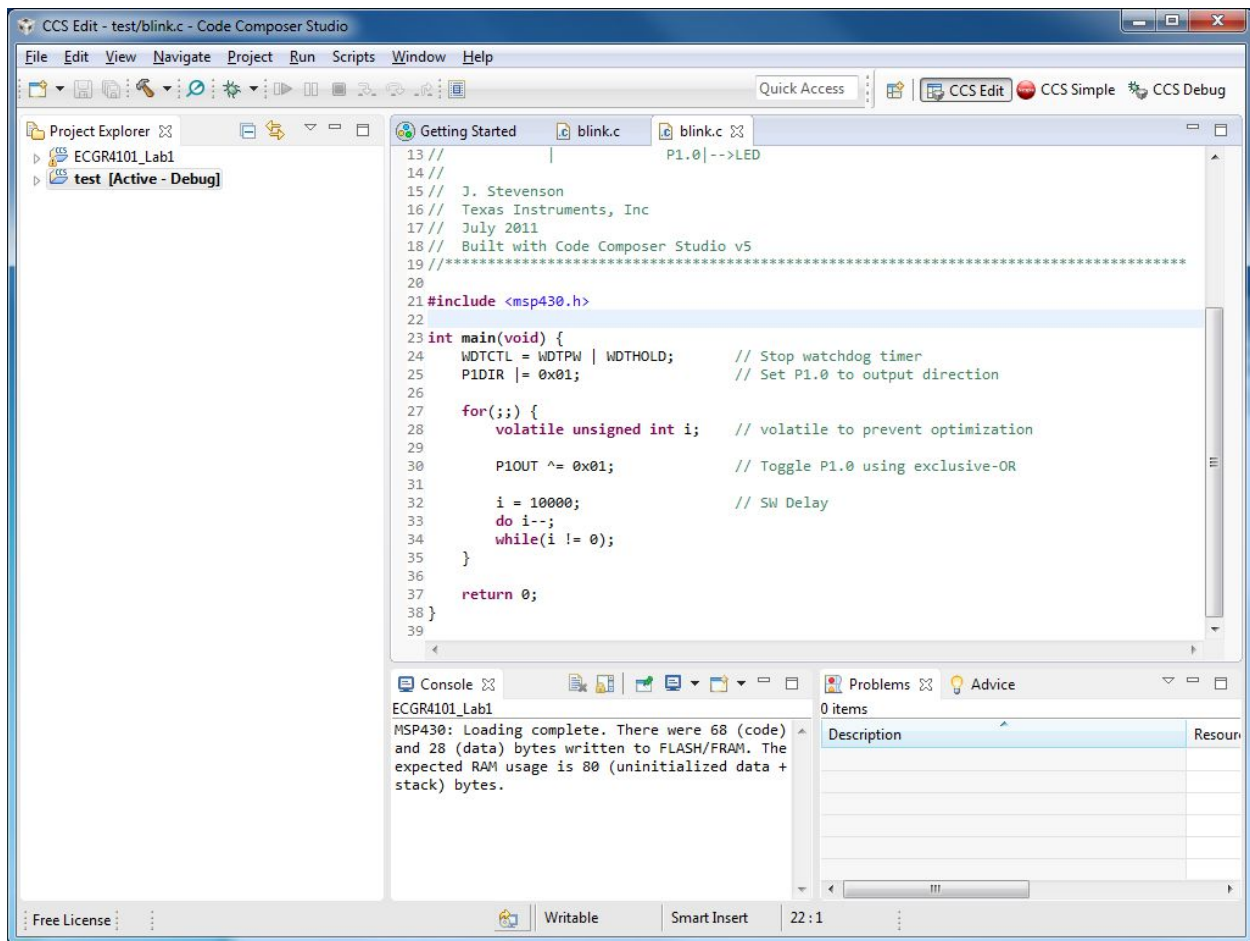 CCS Edit - test/blink.c - Code Composer Studio
File Edit View Navigate Project Run Scripts Window Help
Quick Access CCS Edit CCS Simple CCS Debug
Project Explorer
ECGR4101_Lab1
test [Active - Debug]
Getting Started blink.c blink.c
13 // | P1.0|-->LED
14 //
15 // J. Stevenson
16 // Texas Instruments, Inc
17 // July 2011
18 // Built with Code Composer Studio v5
19 //******************************************************************************************
20
21 #include <msp430.h>
22
23 int main(void) {
24 WDTCTL = WDTPW | WDTHOLD; // Stop watchdog timer
25 P1DIR |= 0x01; // Set P1.0 to output direction
26
27 for(;;) {
28 volatile unsigned int i; // volatile to prevent optimization
29
30 P1OUT ^= 0x01; // Toggle P1.0 using exclusive-OR
31
32 i = 10000; // SW Delay
33 do i--;
34 while(i != 0);
35 }
36
37 return 0;
38 }
39
Console
ECGR4101_Lab1
MSP430: Loading complete. There were 68 (code)
and 28 (data) bytes written to FLASH/FRAM. The
expected RAM usage is 80 (uninitialized data +
stack) bytes.
Problems Advice
0 items
Description Resour
Free License Writable Smart Insert 22 : 1